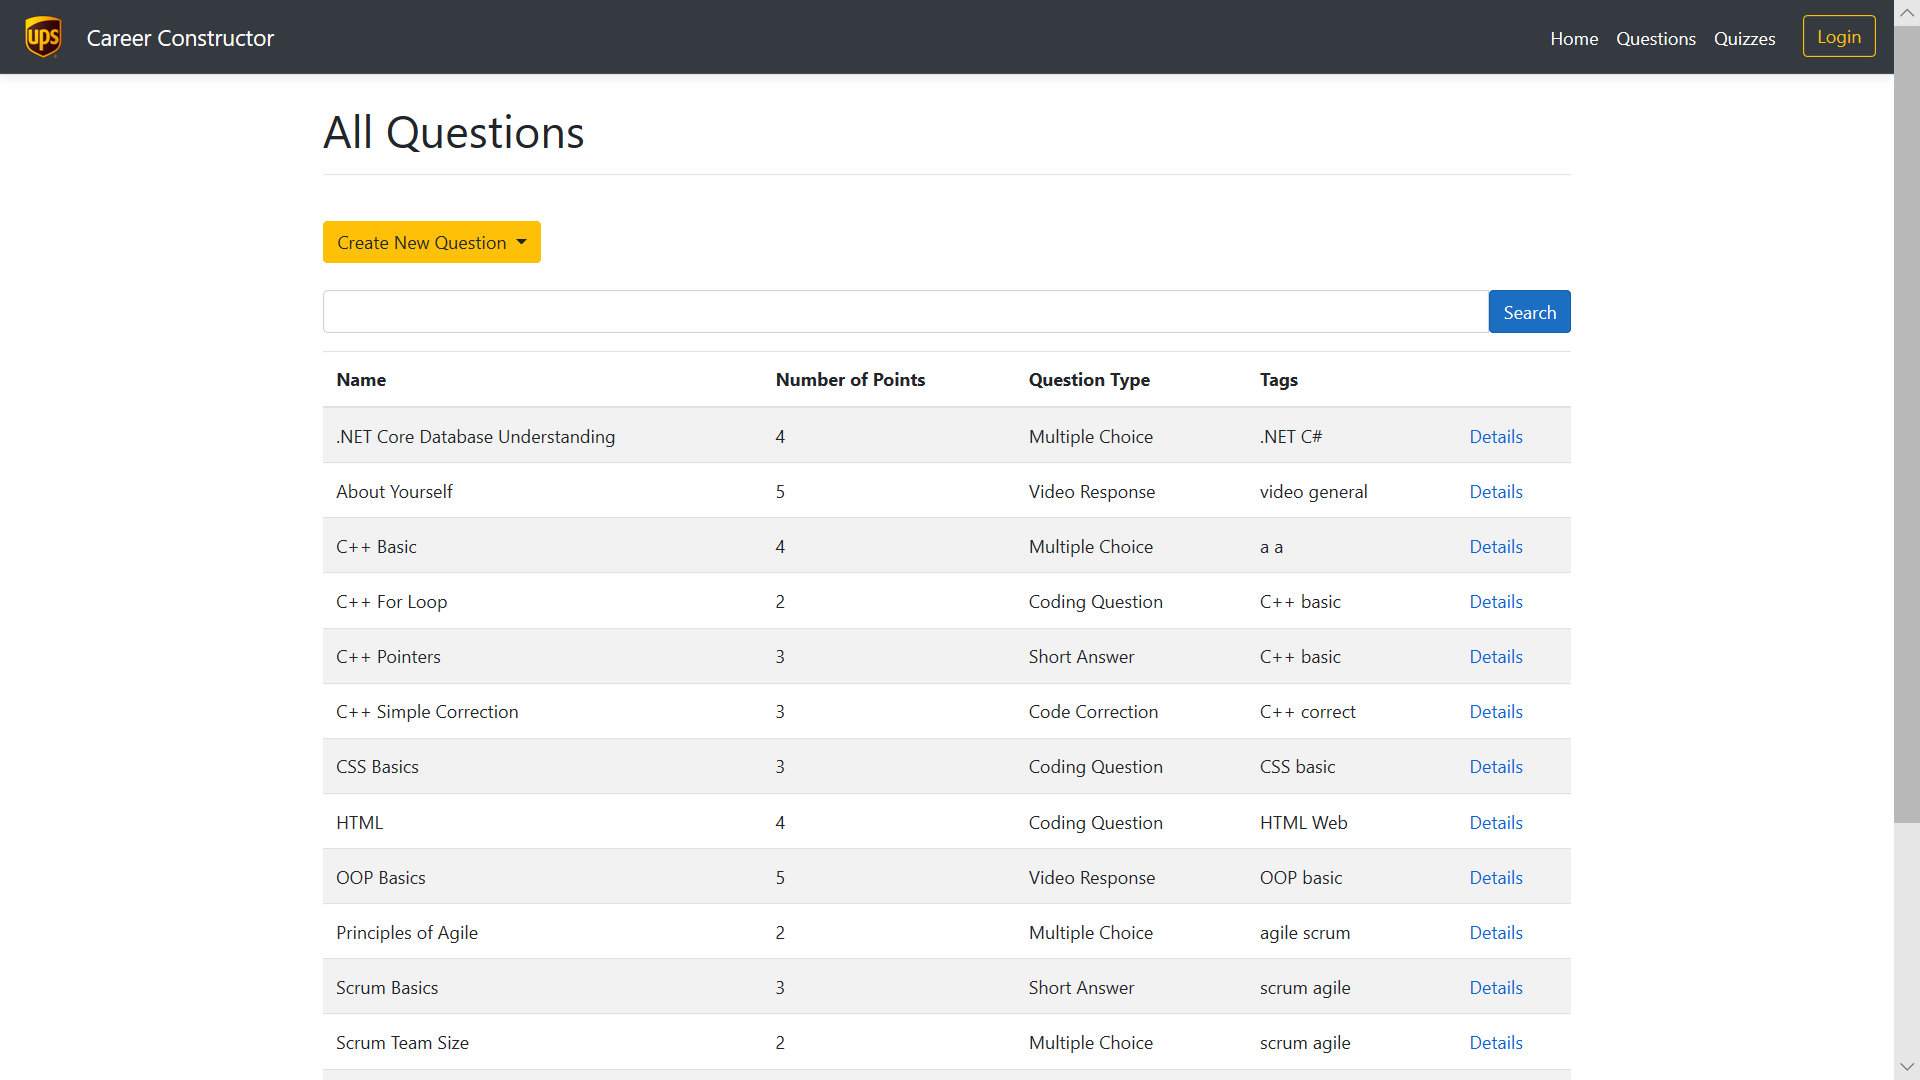 ups Career Constructor Home Questions Quizzes Login
All Questions
Create New Question
Search
Name Number of Points Question Type Tags
.NET Core Database Understanding 4 Multiple Choice .NET C# Details
About Yourself 5 Video Response video general Details
C++ Basic 4 Multiple Choice a a Details
C++ For Loop 2 Coding Question C++ basic Details
C++ Pointers 3 Short Answer C++ basic Details
C++ Simple Correction 3 Code Correction C++ correct Details
CSS Basics 3 Coding Question CSS basic Details
HTML 4 Coding Question HTML Web Details
OOP Basics 5 Video Response OOP basic Details
Principles of Agile 2 Multiple Choice agile scrum Details
Scrum Basics 3 Short Answer scrum agile Details
Scrum Team Size 2 Multiple Choice scrum agile Details